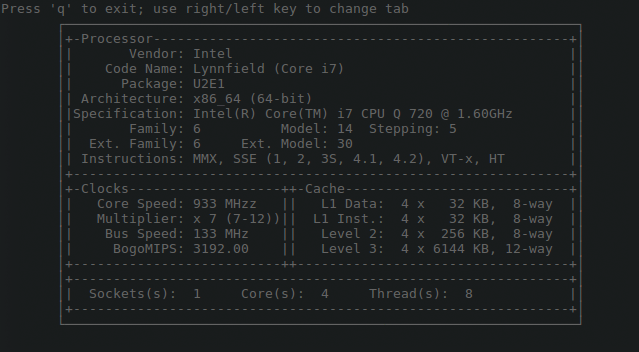 Press 'q' to exit; use right/left key to change tab
Processor
Vendor: Intel
Code Name: Lynnfield (Core i7)
Package: U2E1
Architecture: x86_64 (64-bit)
Specification: Intel(R) Core(TM) i7 CPU Q 720 @ 1.60GHz
Family: 6 Model: 14 Stepping: 5
Ext. Family: 6 Ext. Model: 30
Instructions: MMX, SSE (1, 2, 3S, 4.1, 4.2), VT-x, HT
Clocks
Core Speed: 933 MHzz
Multiplier: x 7 (7-12))
Bus Speed: 133 MHz
BogoMIPS: 3192.00
Cache
L1 Data: 4 x 32 KB, 8-way
L1 Inst.: 4 x 32 KB, 8-way
Level 2: 4 x 256 KB, 8-way
Level 3: 4 x 6144 KB, 12-way
Sockets(s): 1 Core(s): 4 Thread(s): 8